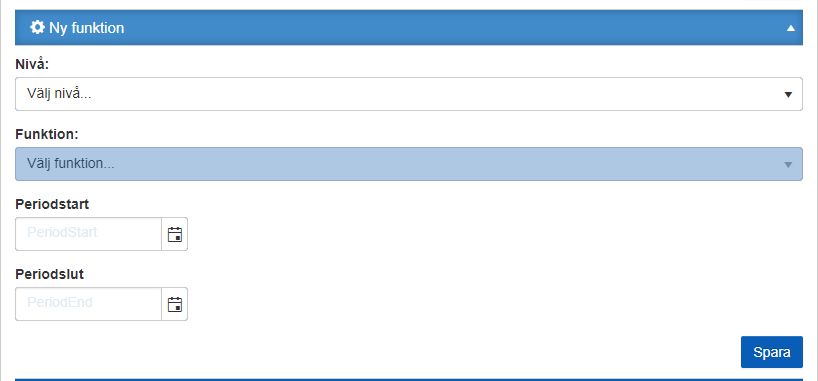 Ny funktion
Nivå:
Välj nivå...
Funktion:
Välj funktion...
Periodstart
PeriodStart
Periodslut
PeriodEnd
Spara